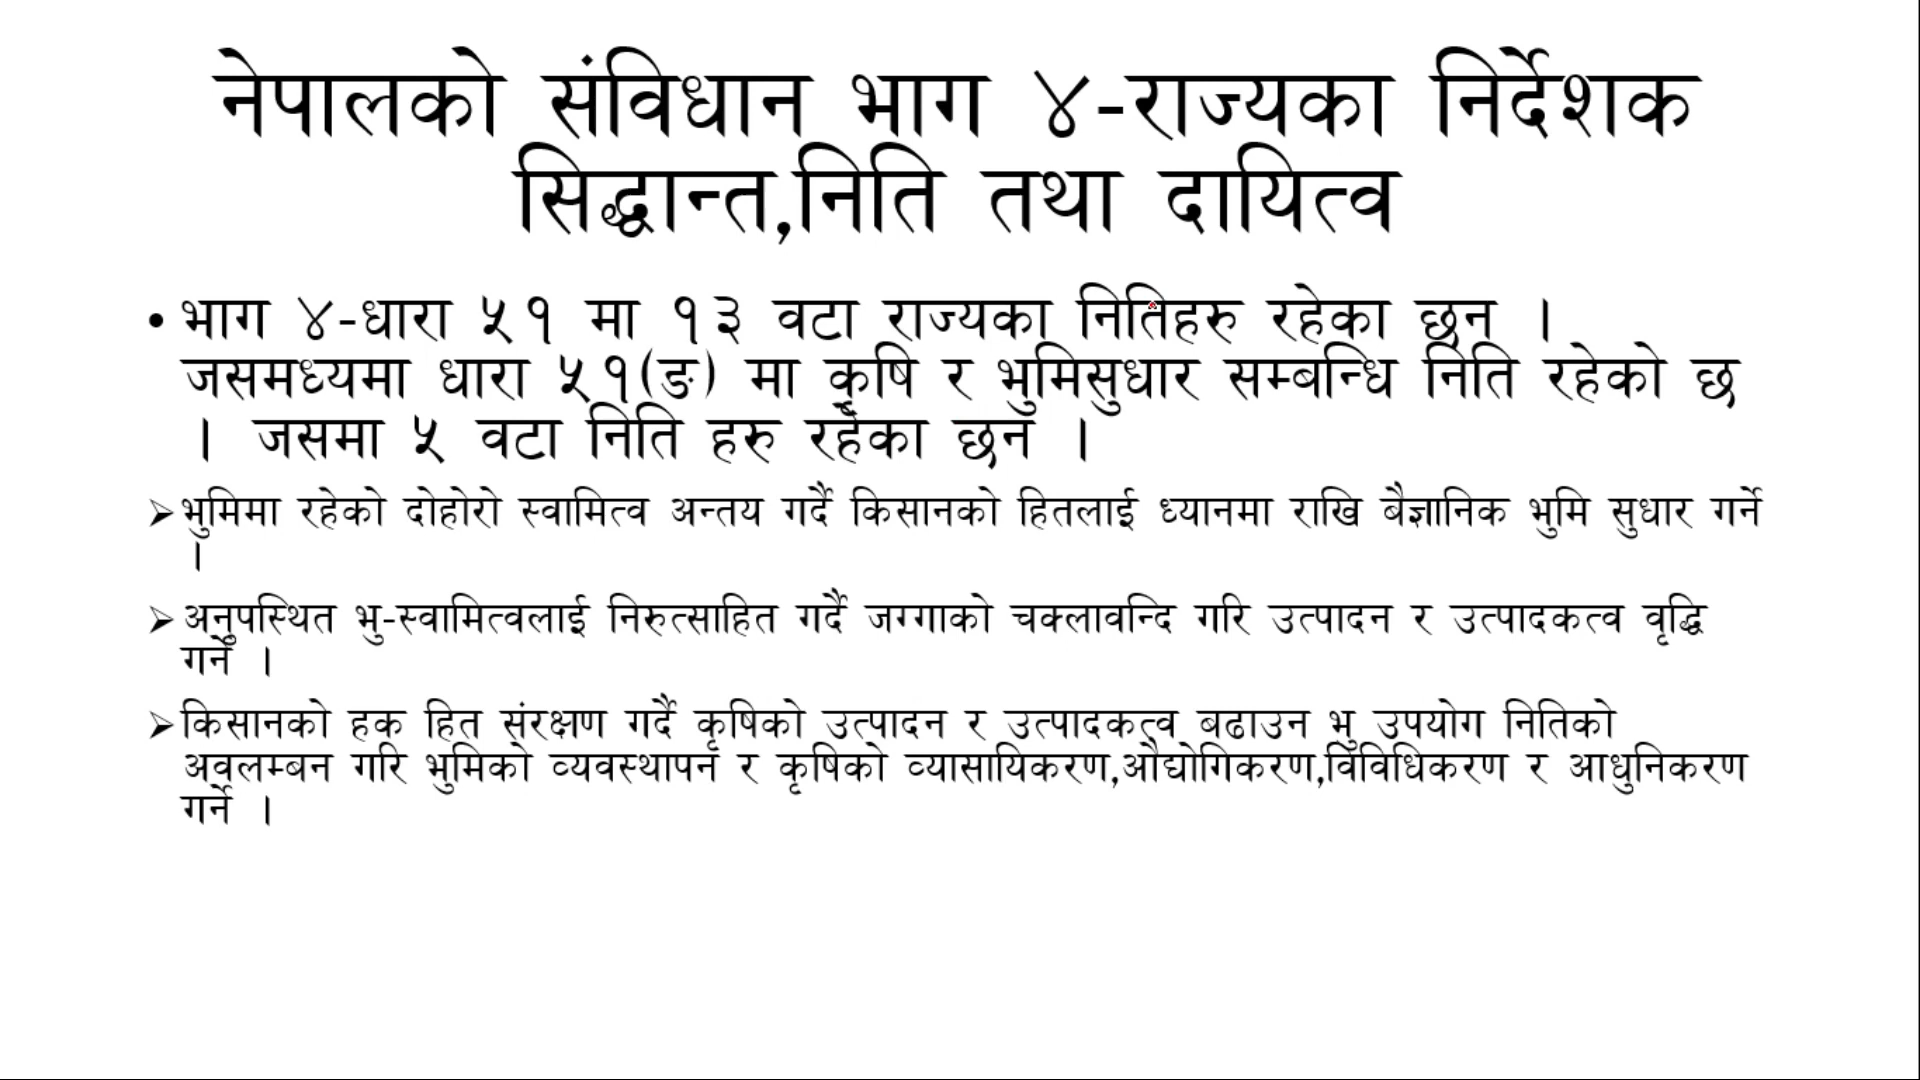 नेपालको संविधान भाग ४-राज्यका निर्देशक
सिद्धान्त,निति तथा दायित्व
• भाग ४-धारा ५१ मा १३ वटा राज्यका नितिहरु रहेका छन ।
जसमध्यमा धारा ५१(ङ) मा कृषि र भुमिसुधार सम्बन्धि निति रहेको छ
। जसमा ५ वटा निति हरु रहेका छन ।
➢ भुमिमा रहेको दोहोरो स्वामित्व अन्तय गर्दै किसानको हितलाई ध्यानमा राखि बैज्ञानिक भुमि सुधार गर्ने
।
➢ अनुपस्थित भु-स्वामित्वलाई निरुत्साहित गर्दै जग्गाको चक्लावन्दि गरि उत्पादन र उत्पादकत्व वृद्धि
गर्ने ।
➢ किसानको हक हित संरक्षण गर्दै कृषिको उत्पादन र उत्पादकत्व बढाउन भु उपयोग नितिको
अवलम्बन गरि भुमिको व्यवस्थापन र कृषिको व्यासायिकरण,औद्योगिकरण,विविधिकरण र आधुनिकरण
गर्ने ।